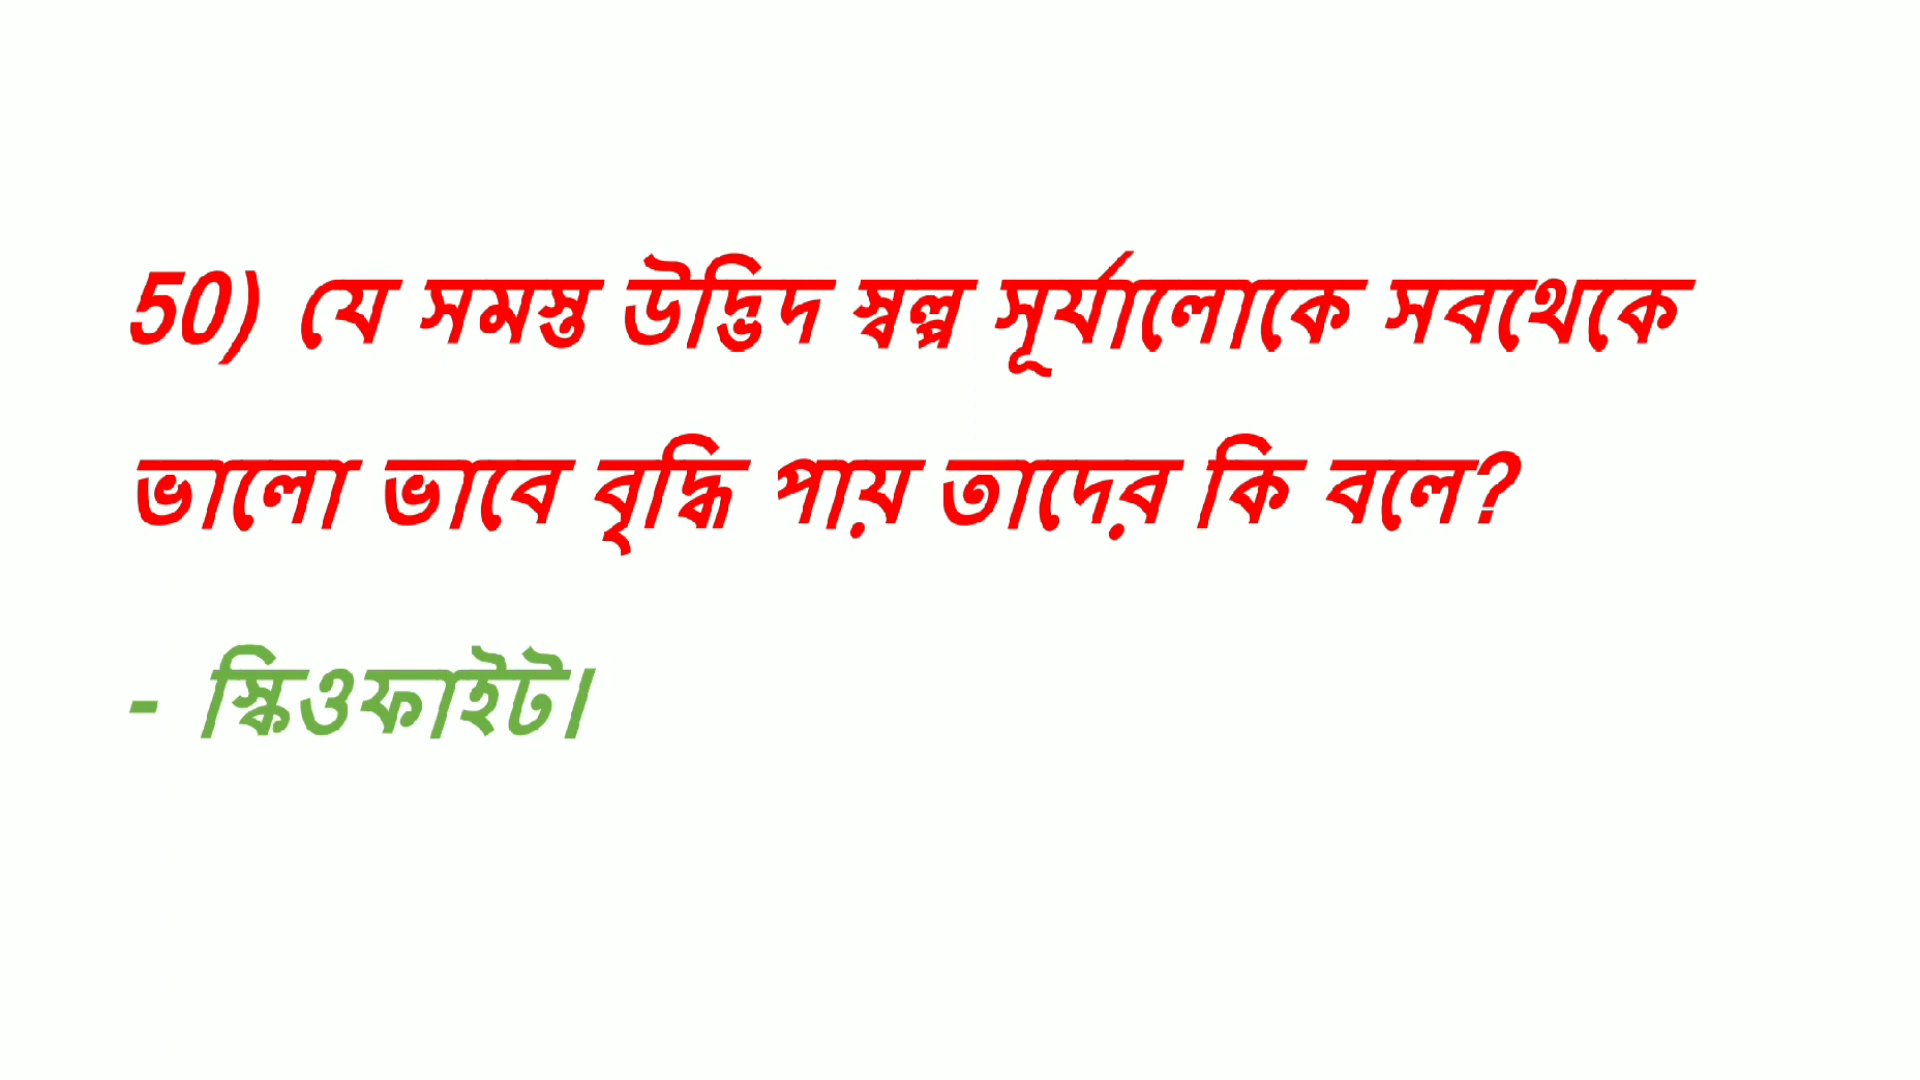 50) যে সমস্ত উদ্ভিদ স্বল্প সূর্যালোকে সবথেকে
ভালো ভাবে বৃদ্ধি পায় তাদের কি বলে?
- স্কিওফাইট।